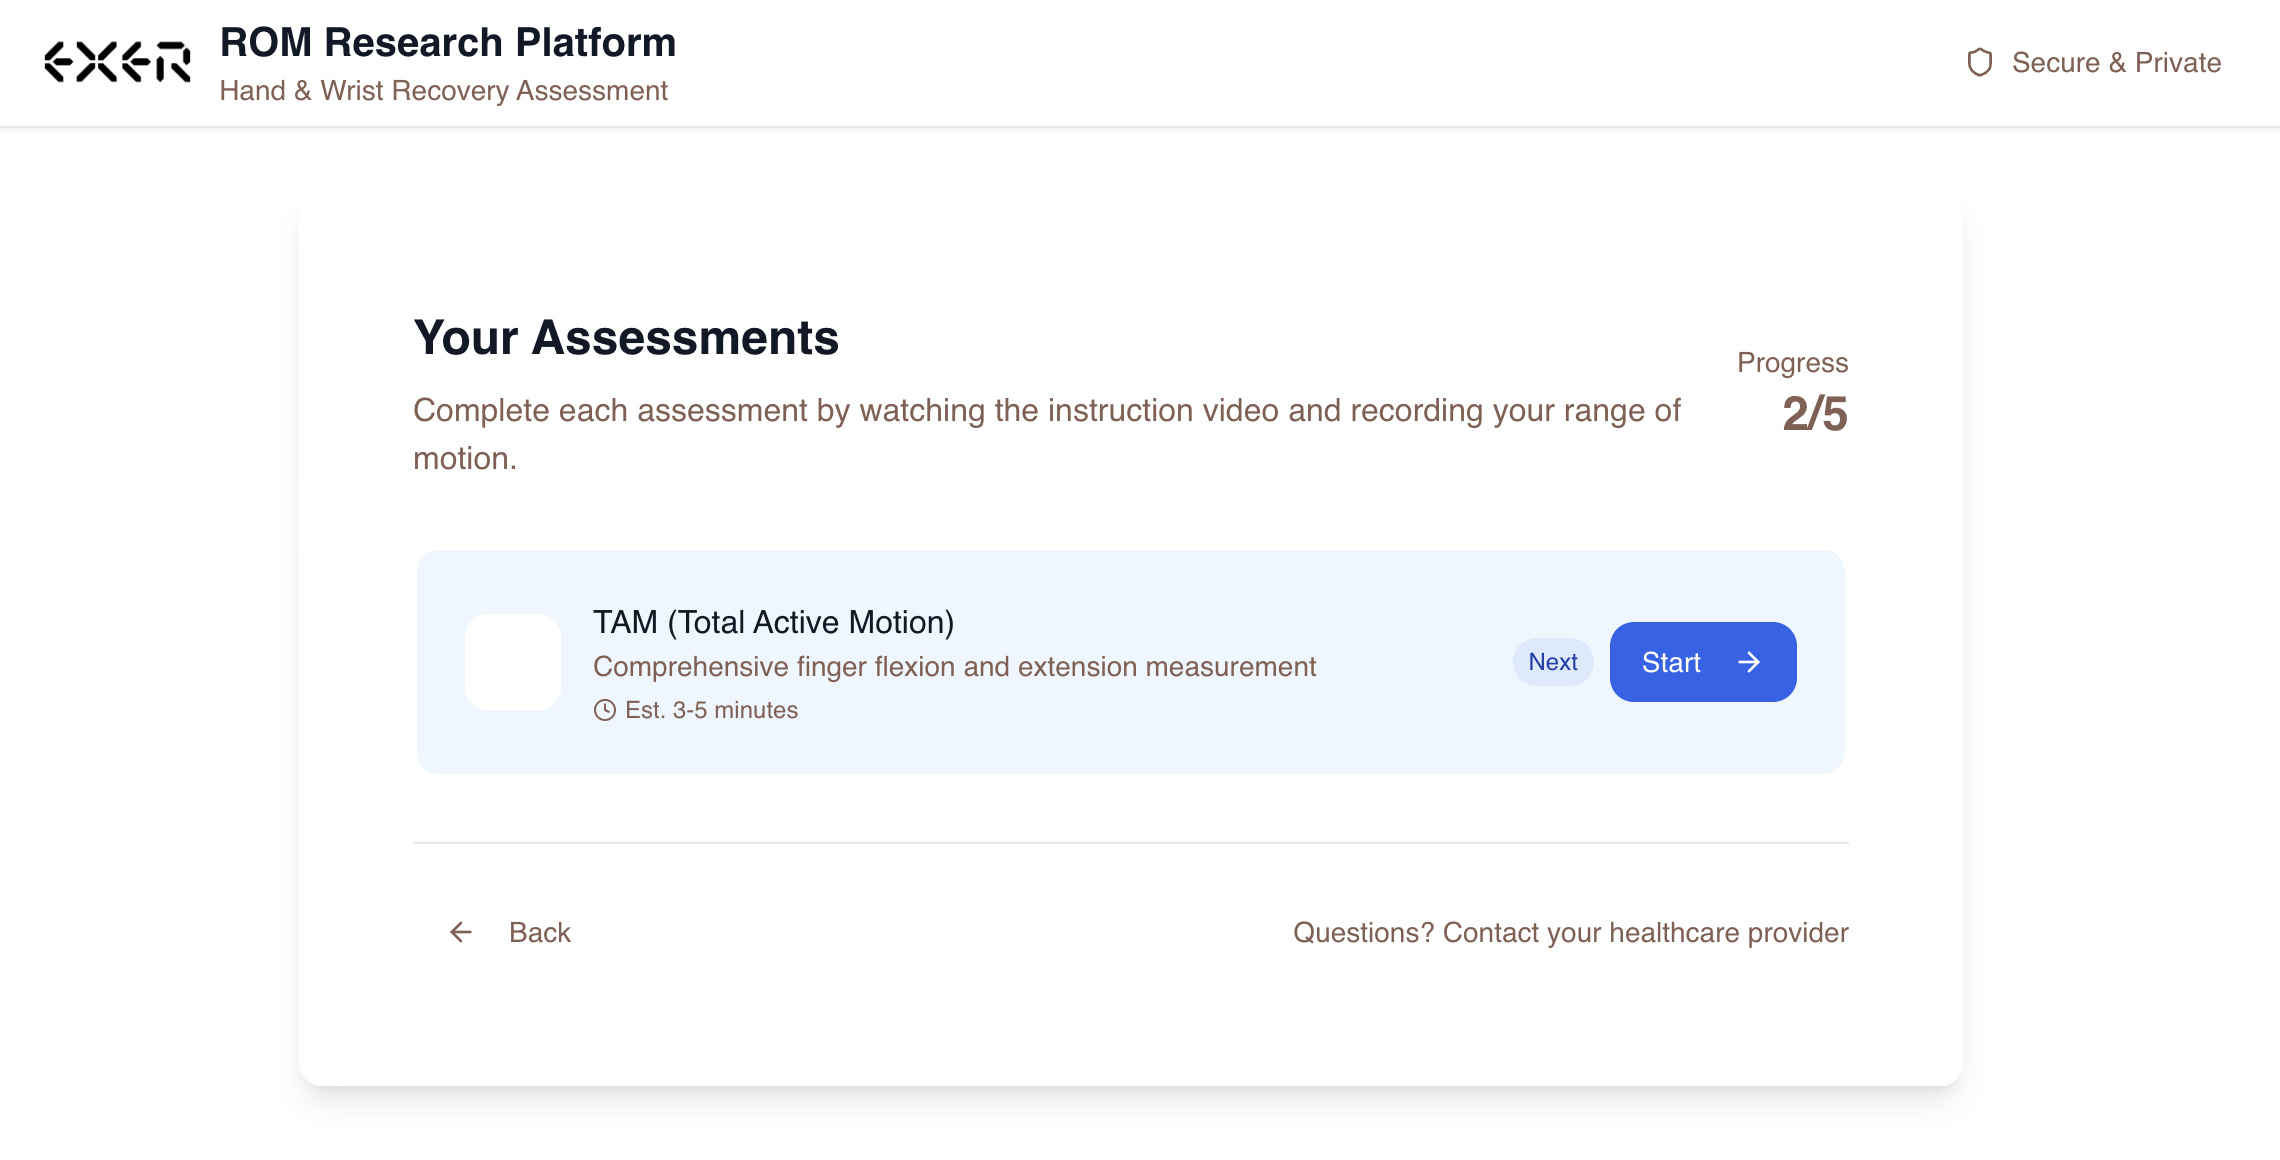 EXER
ROM Research Platform
Hand & Wrist Recovery Assessment
Secure & Private
Your Assessments
Complete each assessment by watching the instruction video and recording your range of
motion.
Progress
2/5
TAM (Total Active Motion)
Comprehensive finger flexion and extension measurement
Est. 3-5 minutes
Next
Start
Back
Questions? Contact your healthcare provider